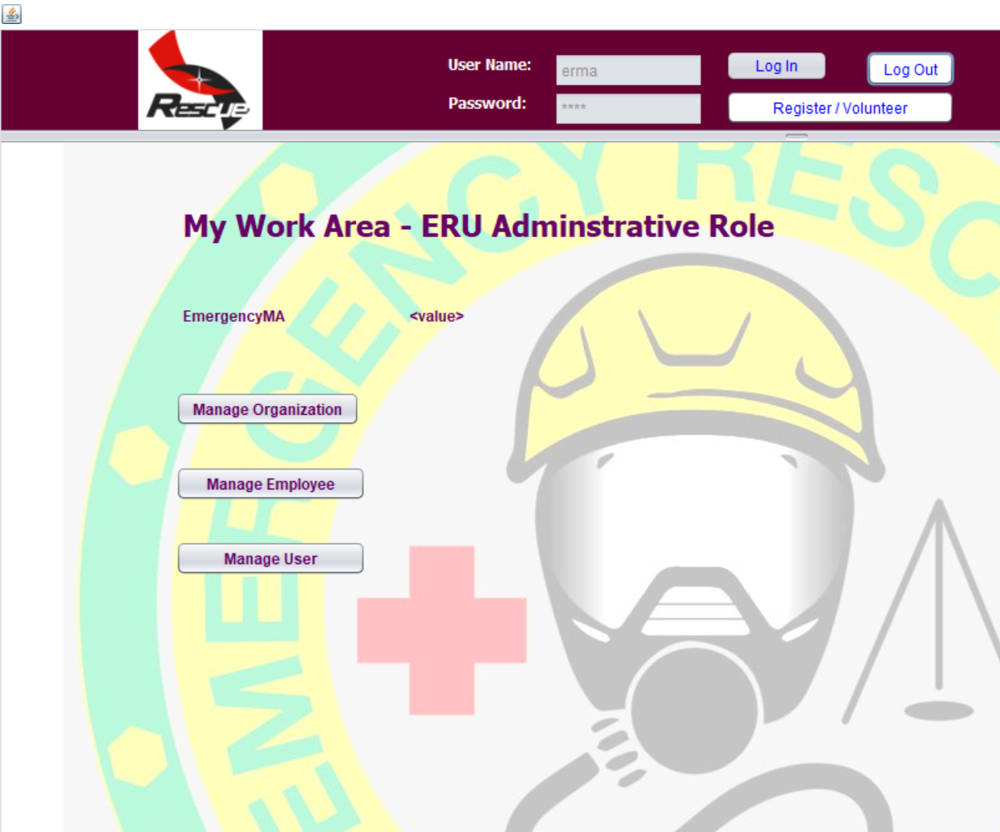 User Name:
erma
Log In
Log Out
Rescue
Password:
****
Register / Volunteer
EMERGENCY RESC
My Work Area - ERU Adminstrative Role
EmergencyMA
<value>
Manage Organization
Manage Employee
Manage User